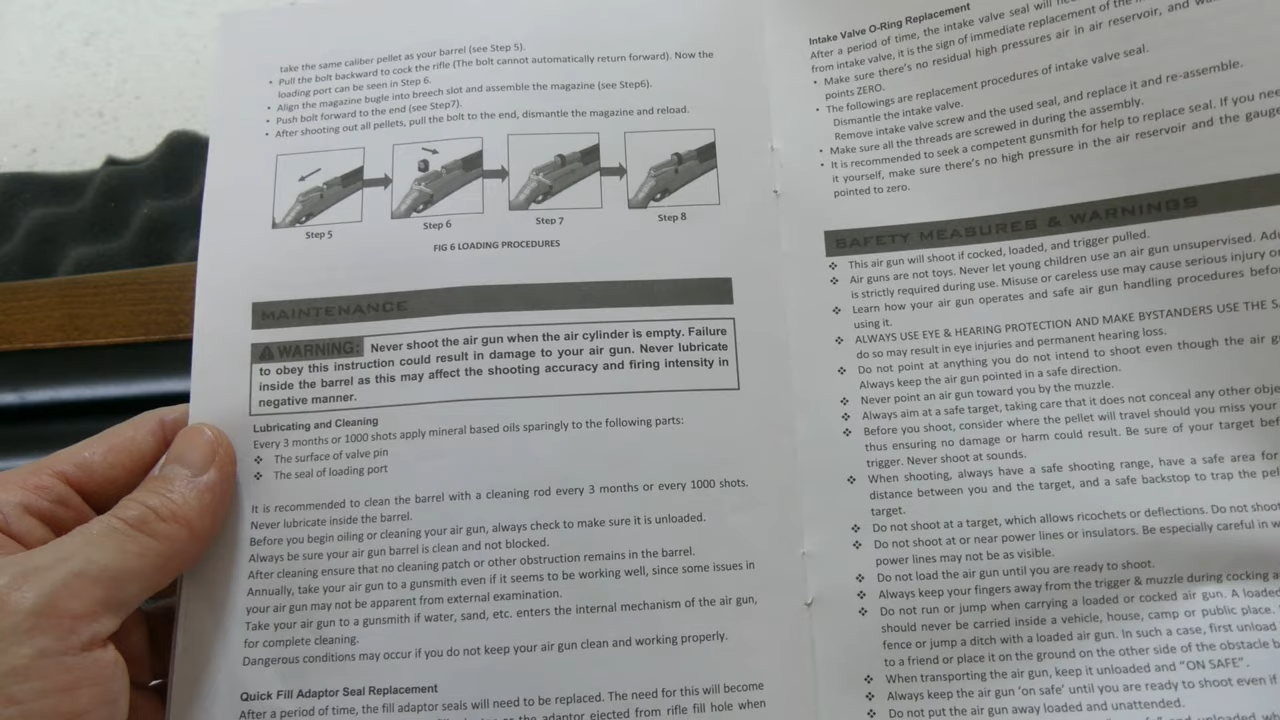 take the same caliber pellet as your barrel (see Step 5).
• Pull the bolt backward to cock the rifle (The bolt cannot automatically return forward). Now the
loading port can be seen in Step 6.
• Align the magazine bugle into breech slot and assemble the magazine (see Step6).
• Push bolt forward to the end (see Step7).
• After shooting out all pellets, pull the bolt to the end, dismantle the magazine and reload.
Step 5
Step 6
Step 7
Step 8
FIG 6 LOADING PROCEDURES
MAINTENANCE
WARNING: Never shoot the air gun when the air cylinder is empty. Failure
to obey this instruction could result in damage to your air gun. Never lubricate
inside the barrel as this may affect the shooting accuracy and firing intensity in
negative manner.
Lubricating and Cleaning
Every 3 months or 1000 shots apply mineral based oils sparingly to the following parts:
❖ The surface of valve pin
❖ The seal of loading port
It is recommended to clean the barrel with a cleaning rod every 3 months or every 1000 shots.
Never lubricate inside the barrel.
Before you begin oiling or cleaning your air gun, always check to make sure it is unloaded.
Always be sure your air gun barrel is clean and not blocked.
After cleaning ensure that no cleaning patch or other obstruction remains in the barrel.
Annually, take your air gun to a gunsmith even if it seems to be working well, since some issues in
your air gun may not be apparent from external examination.
Take your air gun to a gunsmith if water, sand, etc. enters the internal mechanism of the air gun,
for complete cleaning.
Dangerous conditions may occur if you do not keep your air gun clean and working properly.
Quick Fill Adaptor Seal Replacement
After a period of time, the fill adaptor seals will need to be replaced. The need for this will become
the adaptor ejected from rifle fill hole when
Intake Valve O-Ring Replacement
After a period of time, the intake valve seal will
from intake valve, it is the sign of immediate replacement of the
• Make sure there's no residual high pressures air in air reservoir, and
points ZERO.
• The followings are replacement procedures of intake valve seal.
Dismantle the intake valve.
Remove intake valve screw and the used seal, and replace it and re-assemble.
• Make sure all the threads are screwed in during the assembly.
• It is recommended to seek a competent gunsmith for help to replace seal. If you need
it yourself, make sure there's no high pressure in the air reservoir and the gauge
pointed to zero.
SAFETY MEASURES & WARNINGS
❖ This air gun will shoot if cocked, loaded, and trigger pulled.
❖ Air guns are not toys. Never let young children use an air gun unsupervised.
is strictly required during use. Misuse or careless use may cause serious injury or
❖ Learn how your air gun operates and safe air gun handling procedures before
using it.
❖ ALWAYS USE EYE & HEARING PROTECTION AND MAKE BYSTANDERS USE THE
do so may result in eye injuries and permanent hearing loss.
❖ Do not point at anything you do not intend to shoot even though the air
Always keep the air gun pointed in a safe direction.
❖ Never point an air gun toward you by the muzzle.
❖ Always aim at a safe target, taking care that it does not conceal any other
❖ Before you shoot, consider where the pellet will travel should you miss your
thus ensuring no damage or harm could result. Be sure of your target
trigger. Never shoot at sounds.
❖ When shooting, always have a safe shooting range, have a safe area for
distance between you and the target, and a safe backstop to trap the
target.
❖ Do not shoot at a target, which allows ricochets or deflections. Do not shoot
❖ Do not shoot at or near power lines or insulators. Be especially careful in
power lines may not be as visible.
❖ Do not load the air gun until you are ready to shoot.
❖ Always keep your fingers away from the trigger & muzzle during cocking
❖ Do not run or jump when carrying a loaded or cocked air gun. A loaded
should never be carried inside a vehicle, house, camp or public place.
fence or jump a ditch with a loaded air gun. In such a case, first unload
to a friend or place it on the ground on the other side of the obstacle
❖ When transporting the air gun, keep it unloaded and "ON SAFE".
❖ Always keep the air gun 'on safe' until you are ready to shoot even if
❖ Do not put the air gun away loaded and unattended.